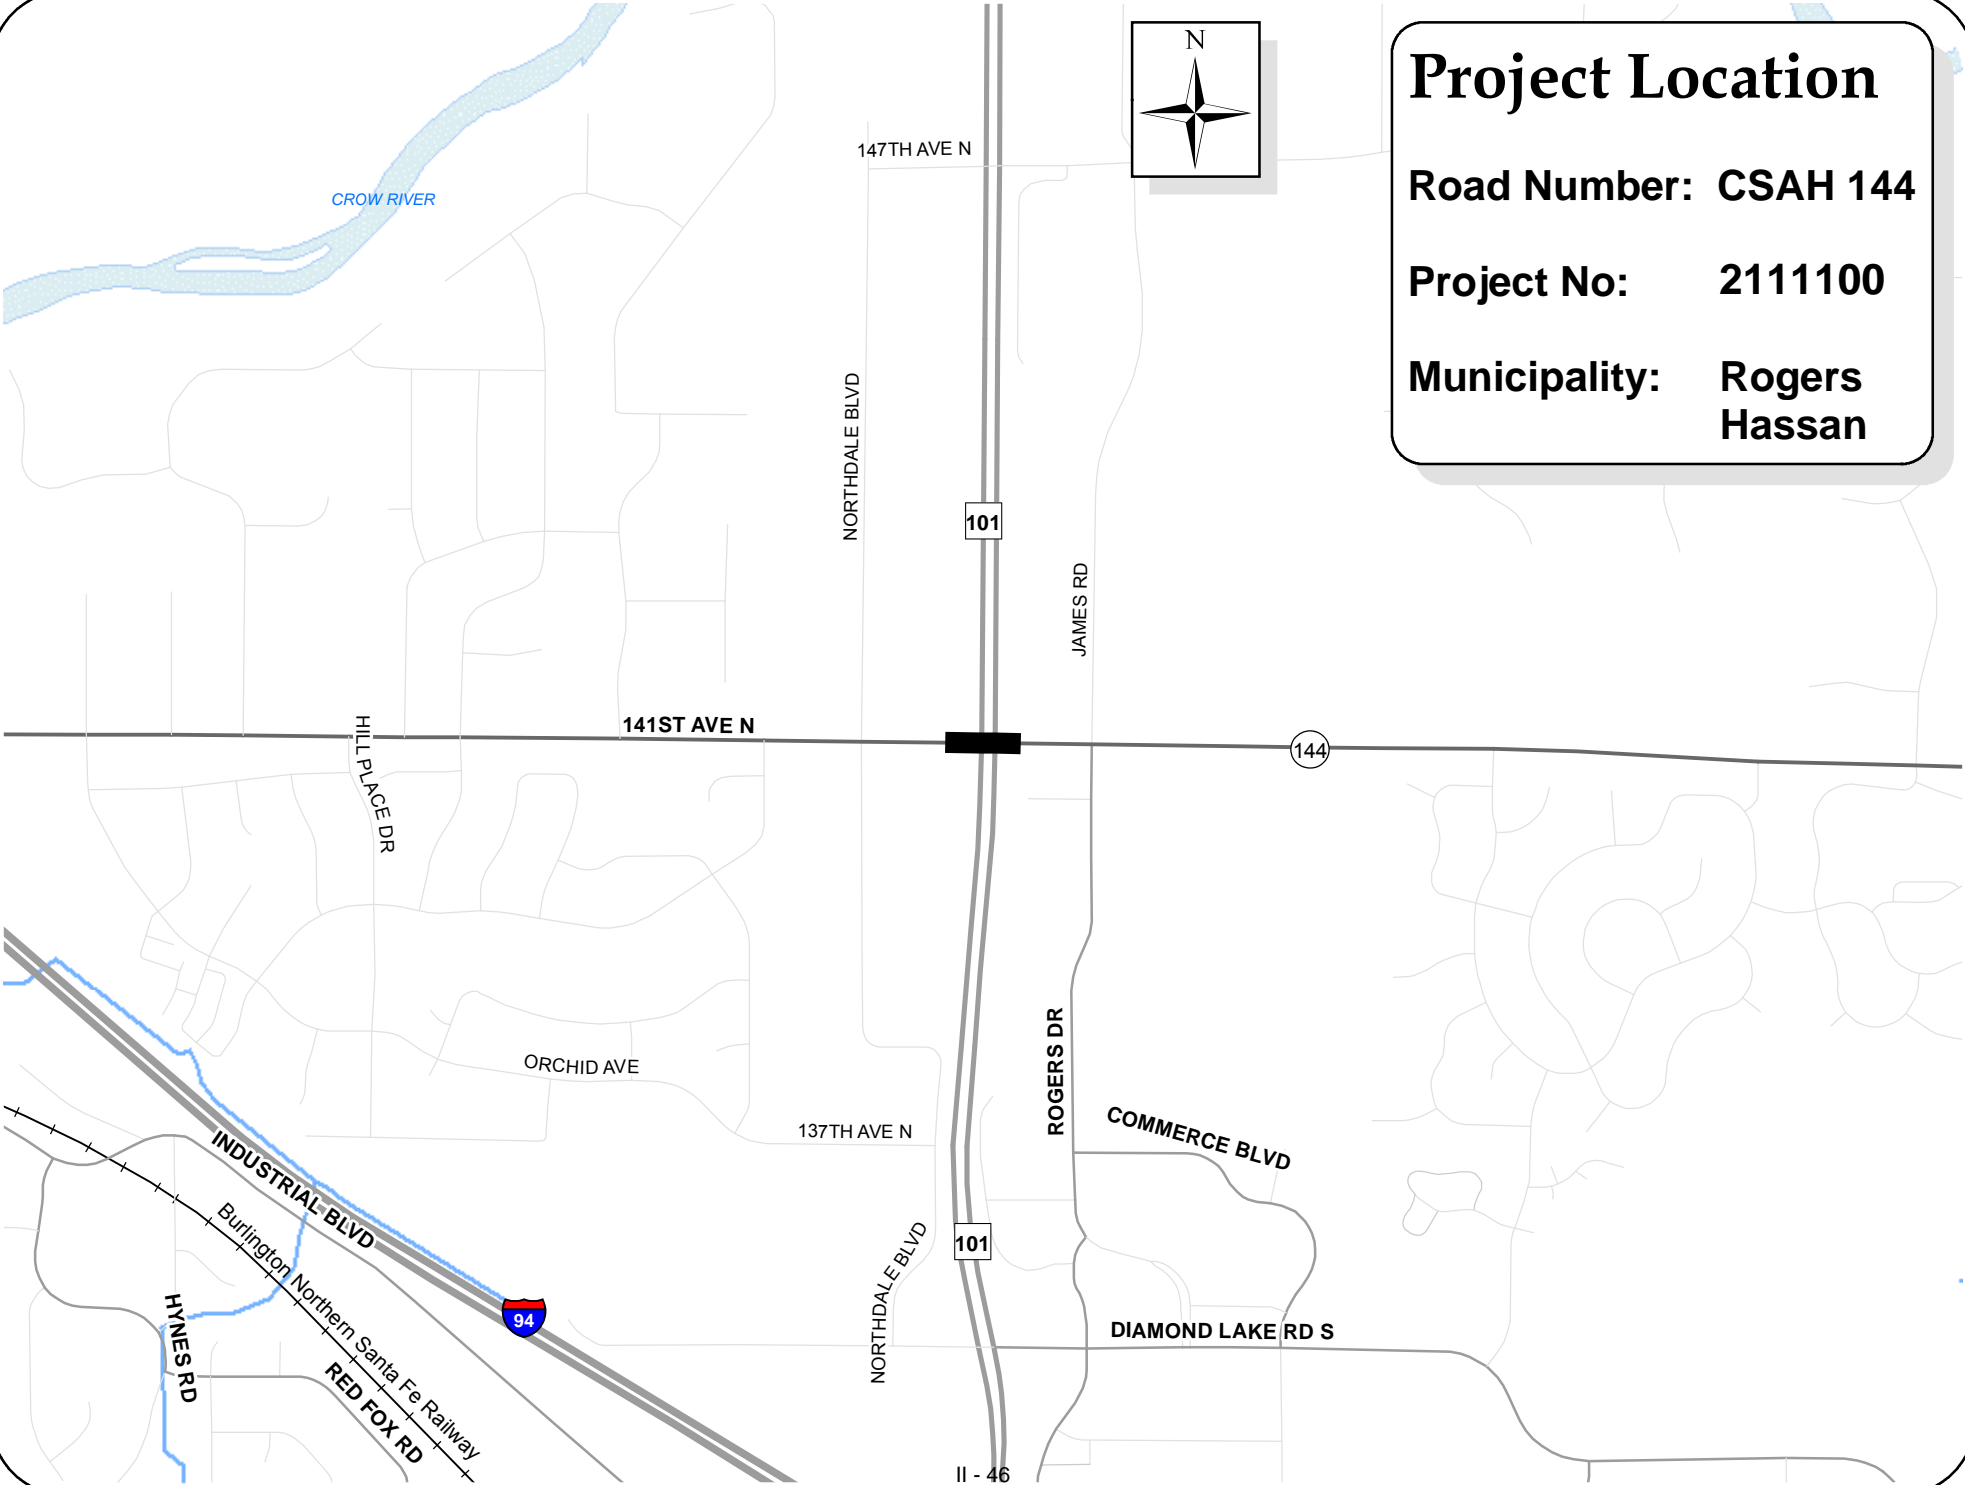 N
Project Location
Road Number: CSAH 144
Project No: 2111100
Municipality: Rogers
Hassan
147TH AVE N
CROW RIVER
NORTHDALE BLVD
101
JAMES RD
141ST AVE N
HILL PLACE DR
144
ROGERS DR
ORCHID AVE
COMMERCE BLVD
137TH AVE N
INDUSTRIAL BLVD
Burlington Northern Santa Fe Railway
101
NORTHDALE BLVD
94
HYNES RD
DIAMOND LAKE RD S
RED FOX RD
II - 46